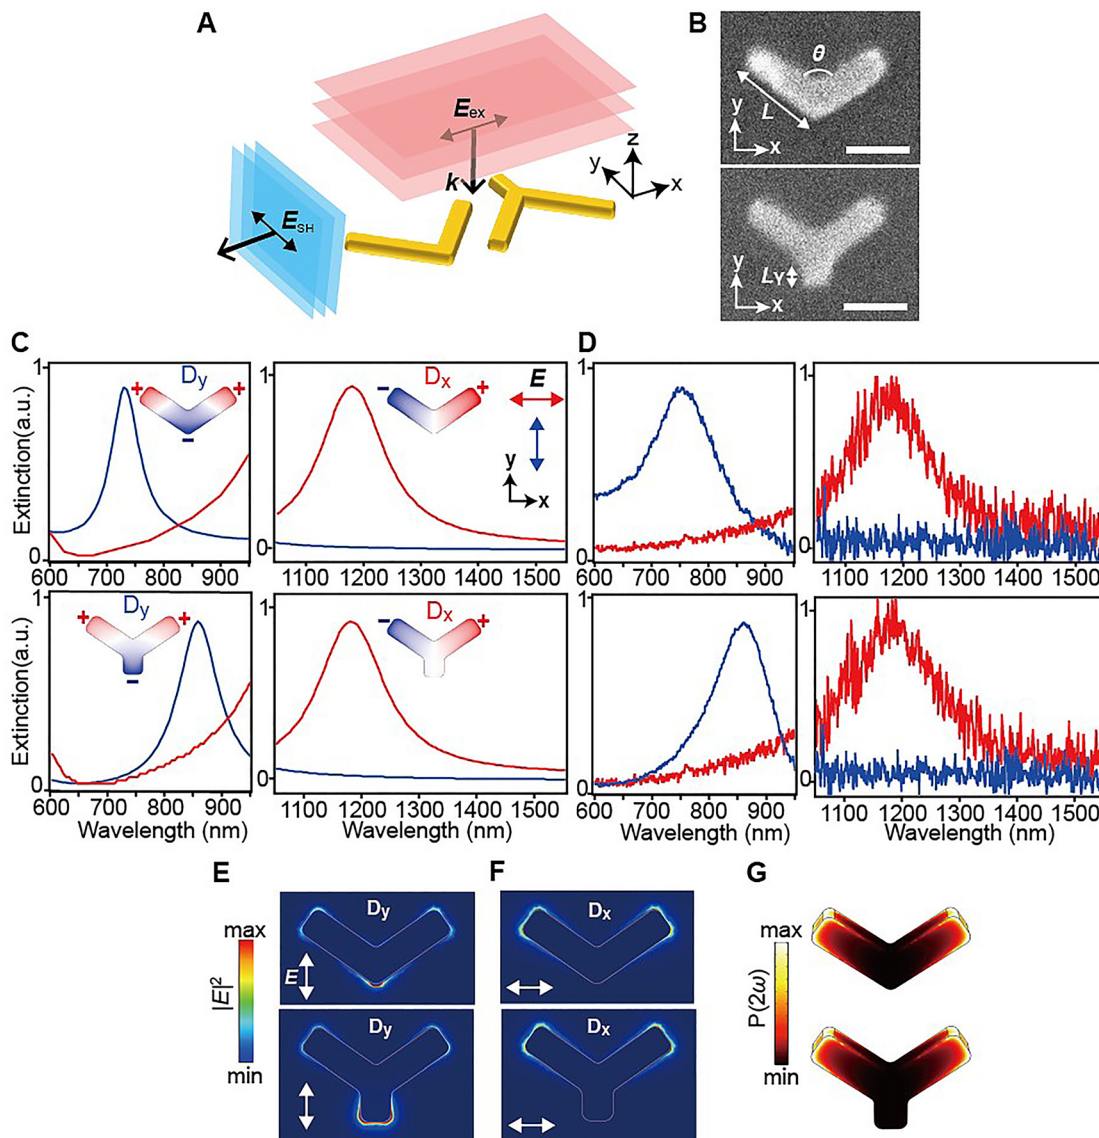 A
E_ex
k
z
y
x
E_SH
B
θ
L
y
x
L_Y
y
x
C
Extinction(a.u.)
1
0
D_y
+ +
−
600 700 800 900
1
0
D_x
− +
E
y
x
1100 1200 1300 1400 1500
D
1
0
600 700 800 900
1
0
1100 1200 1300 1400 1500
Extinction(a.u.)
1
0
D_y
+ +
−
600 700 800 900
Wavelength (nm)
1
0
D_x
− +
1100 1200 1300 1400 1500
Wavelength (nm)
1
0
600 700 800 900
Wavelength (nm)
1
0
1100 1200 1300 1400 1500
Wavelength (nm)
E
max
|E|²
min
D_y
E
D_y
F
D_x
D_x
G
max
P(2ω)
min